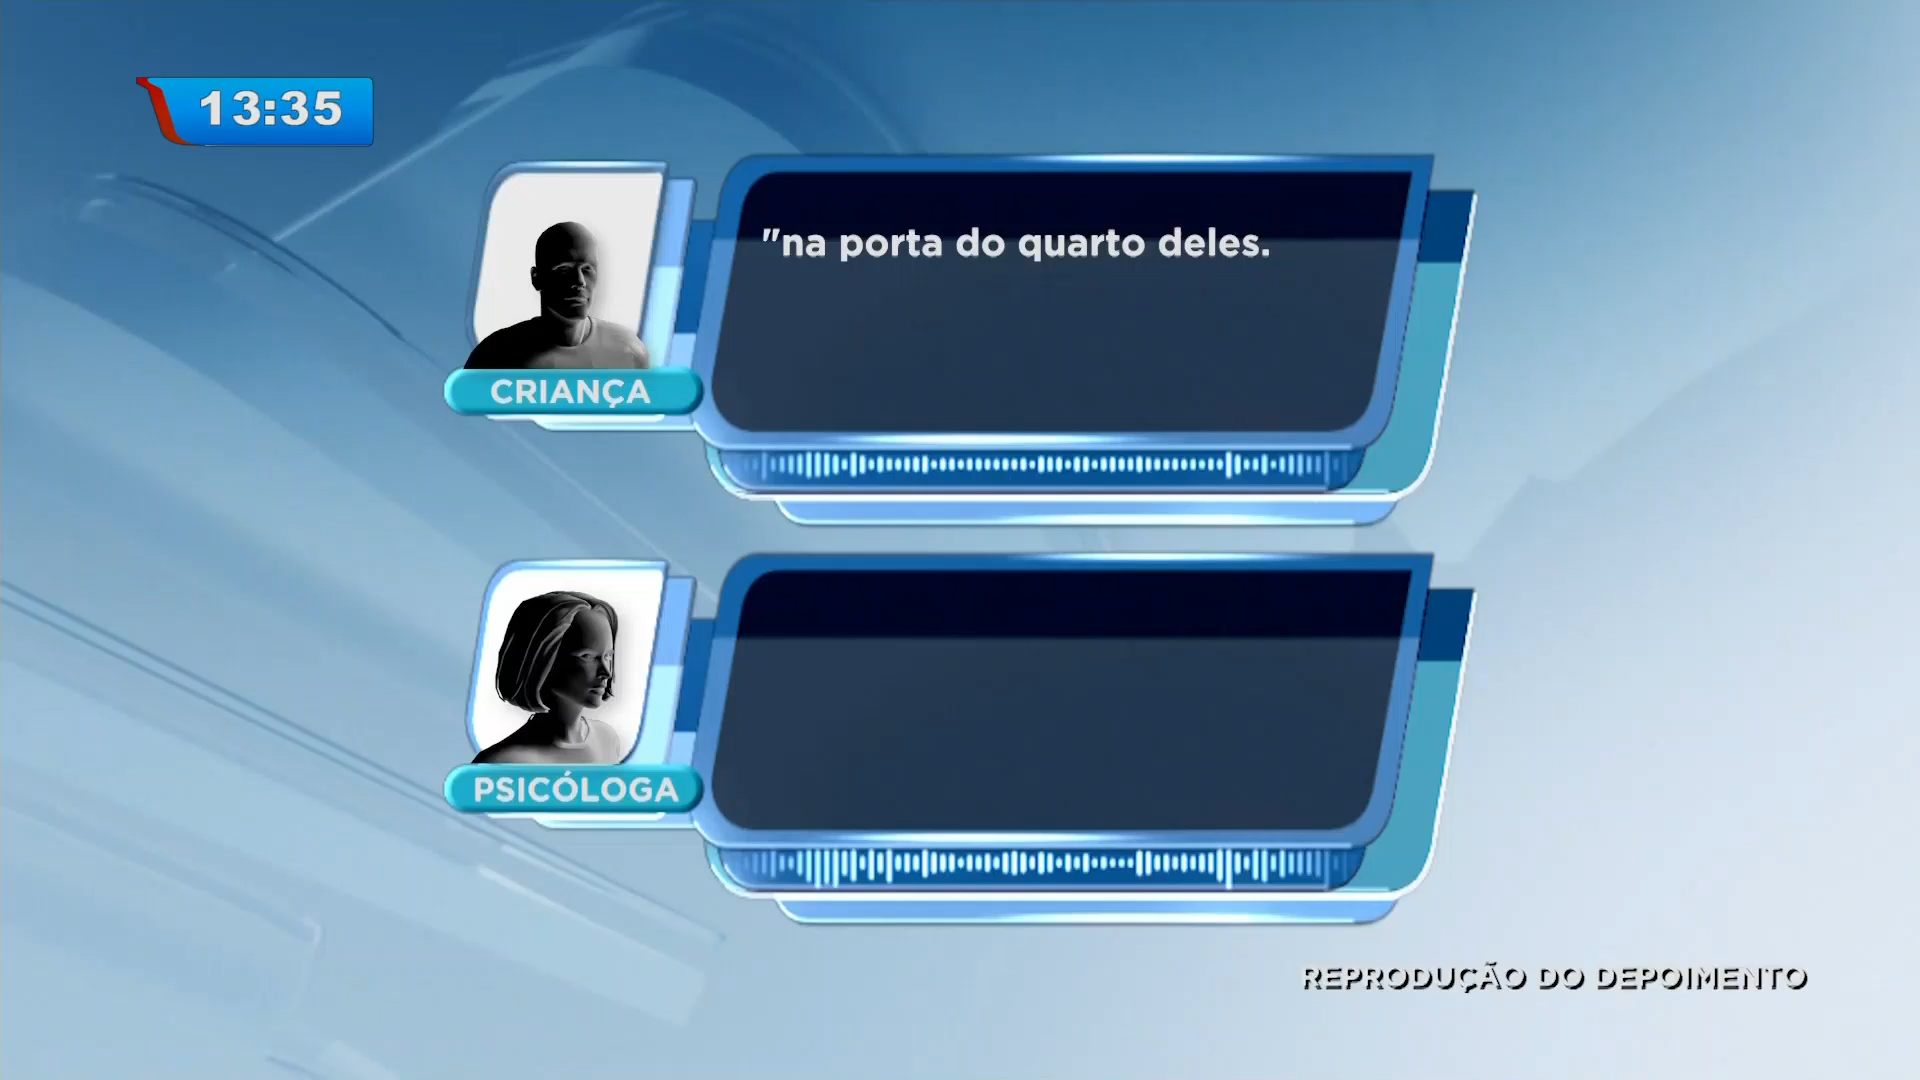 13:35
"na porta do quarto deles.
CRIANÇA
PSICÓLOGA
REPRODUÇÃO DO DEPOIMENTO